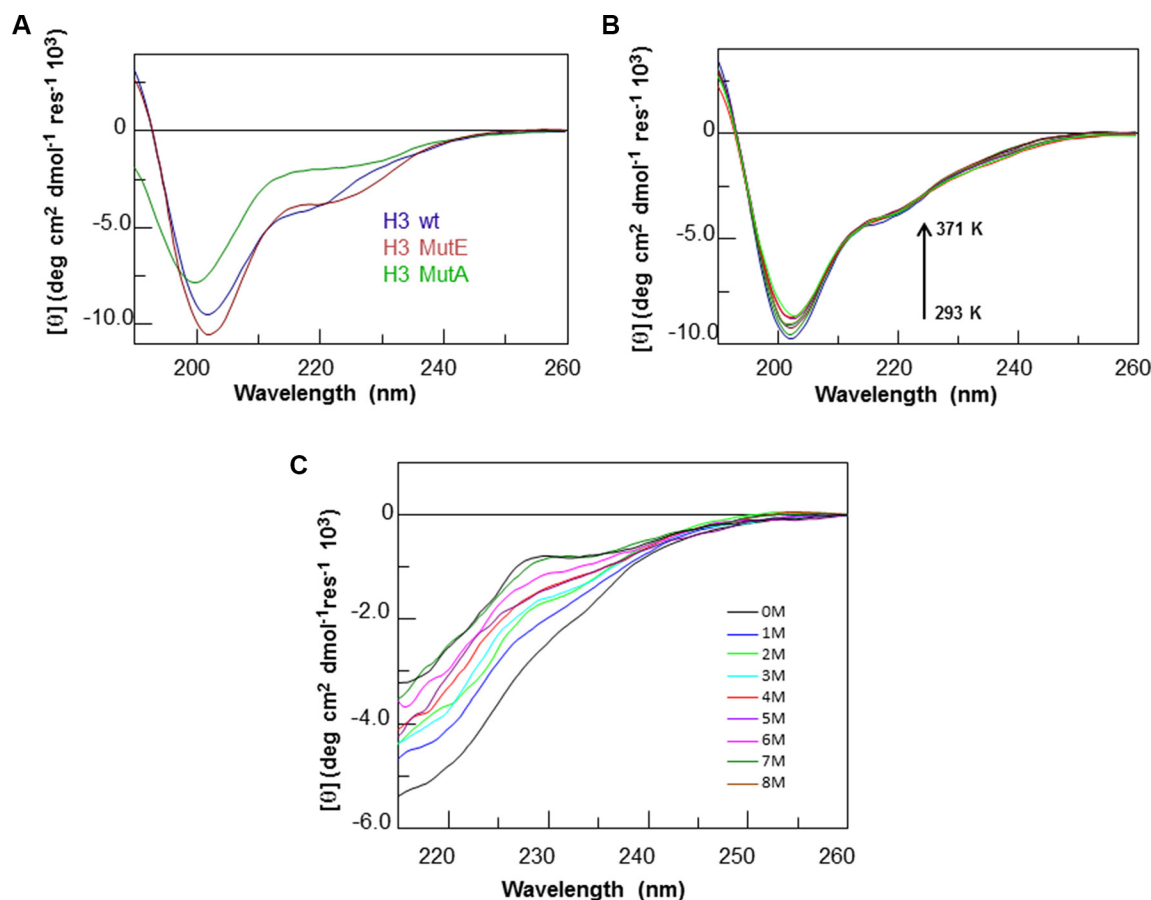 A
[θ] (deg cm² dmol⁻¹ res⁻¹ 10³)
0
-5.0
-10.0
H3 wt
H3 MutE
H3 MutA
200 220 240 260
Wavelength (nm)
B
[θ] (deg cm² dmol⁻¹ res⁻¹ 10³)
0
-5.0
-10.0
371 K
293 K
200 220 240 260
Wavelength (nm)
C
[θ] (deg cm² dmol⁻¹res⁻¹ 10³)
0
-2.0
-4.0
-6.0
0M
1M
2M
3M
4M
5M
6M
7M
8M
220 230 240 250 260
Wavelength (nm)